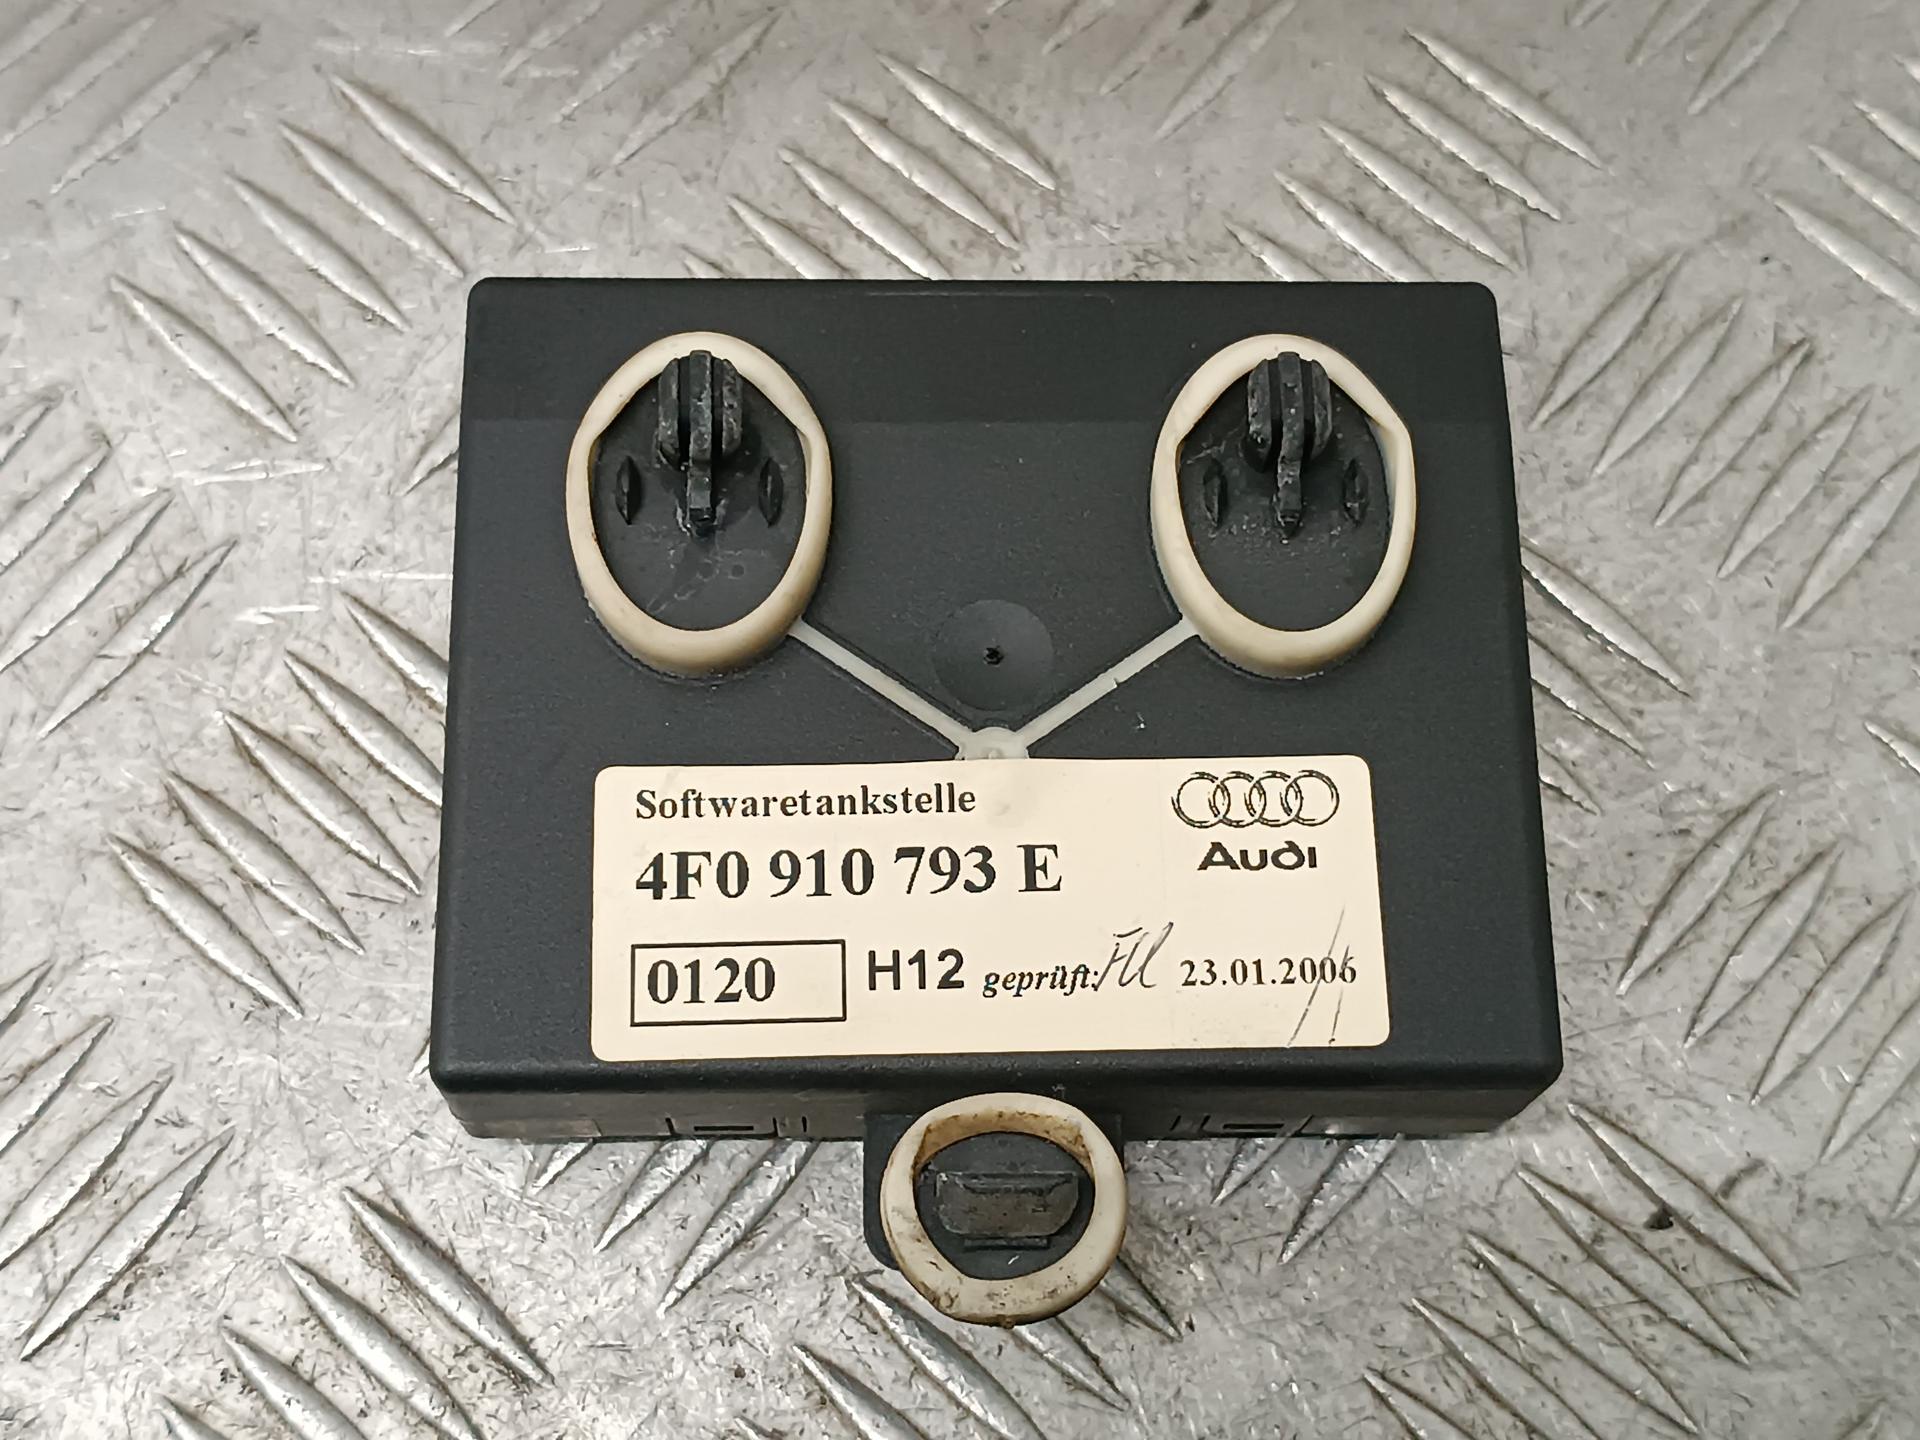 Softwaretankstelle
Audi
4F0 910 793 E
0120 H12 geprüft: 23.01.2006